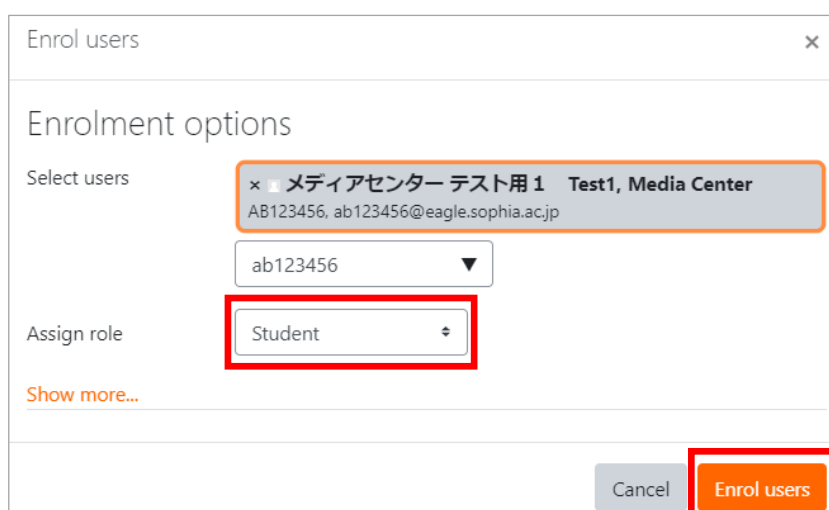 Enrol users ×
Enrolment options
Select users
× メディアセンター テスト用１ Test1, Media Center
AB123456, ab123456@eagle.sophia.ac.jp
ab123456 ▼
Assign role
Student
Show more...
Cancel
Enrol users